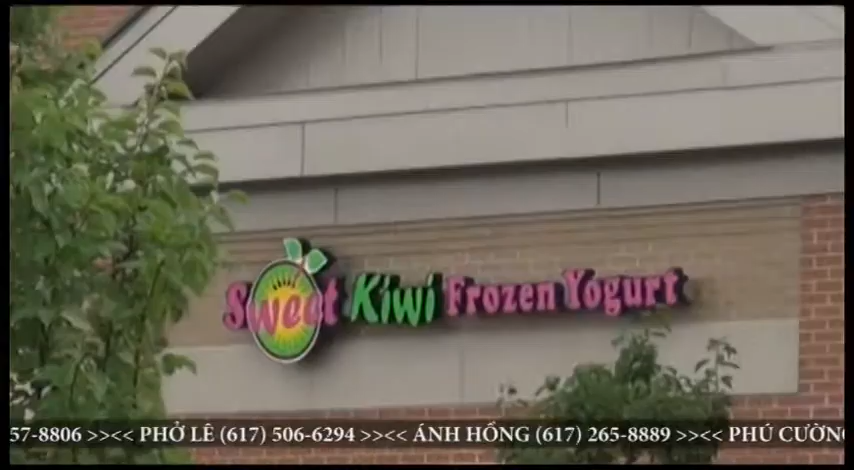 Sweet Kiwi Frozen Yogurt
57-8806 >><< PHỞ LÊ (617) 506-6294 >><< ÁNH HỒNG (617) 265-8889 >><< PHÚ CƯỜNG